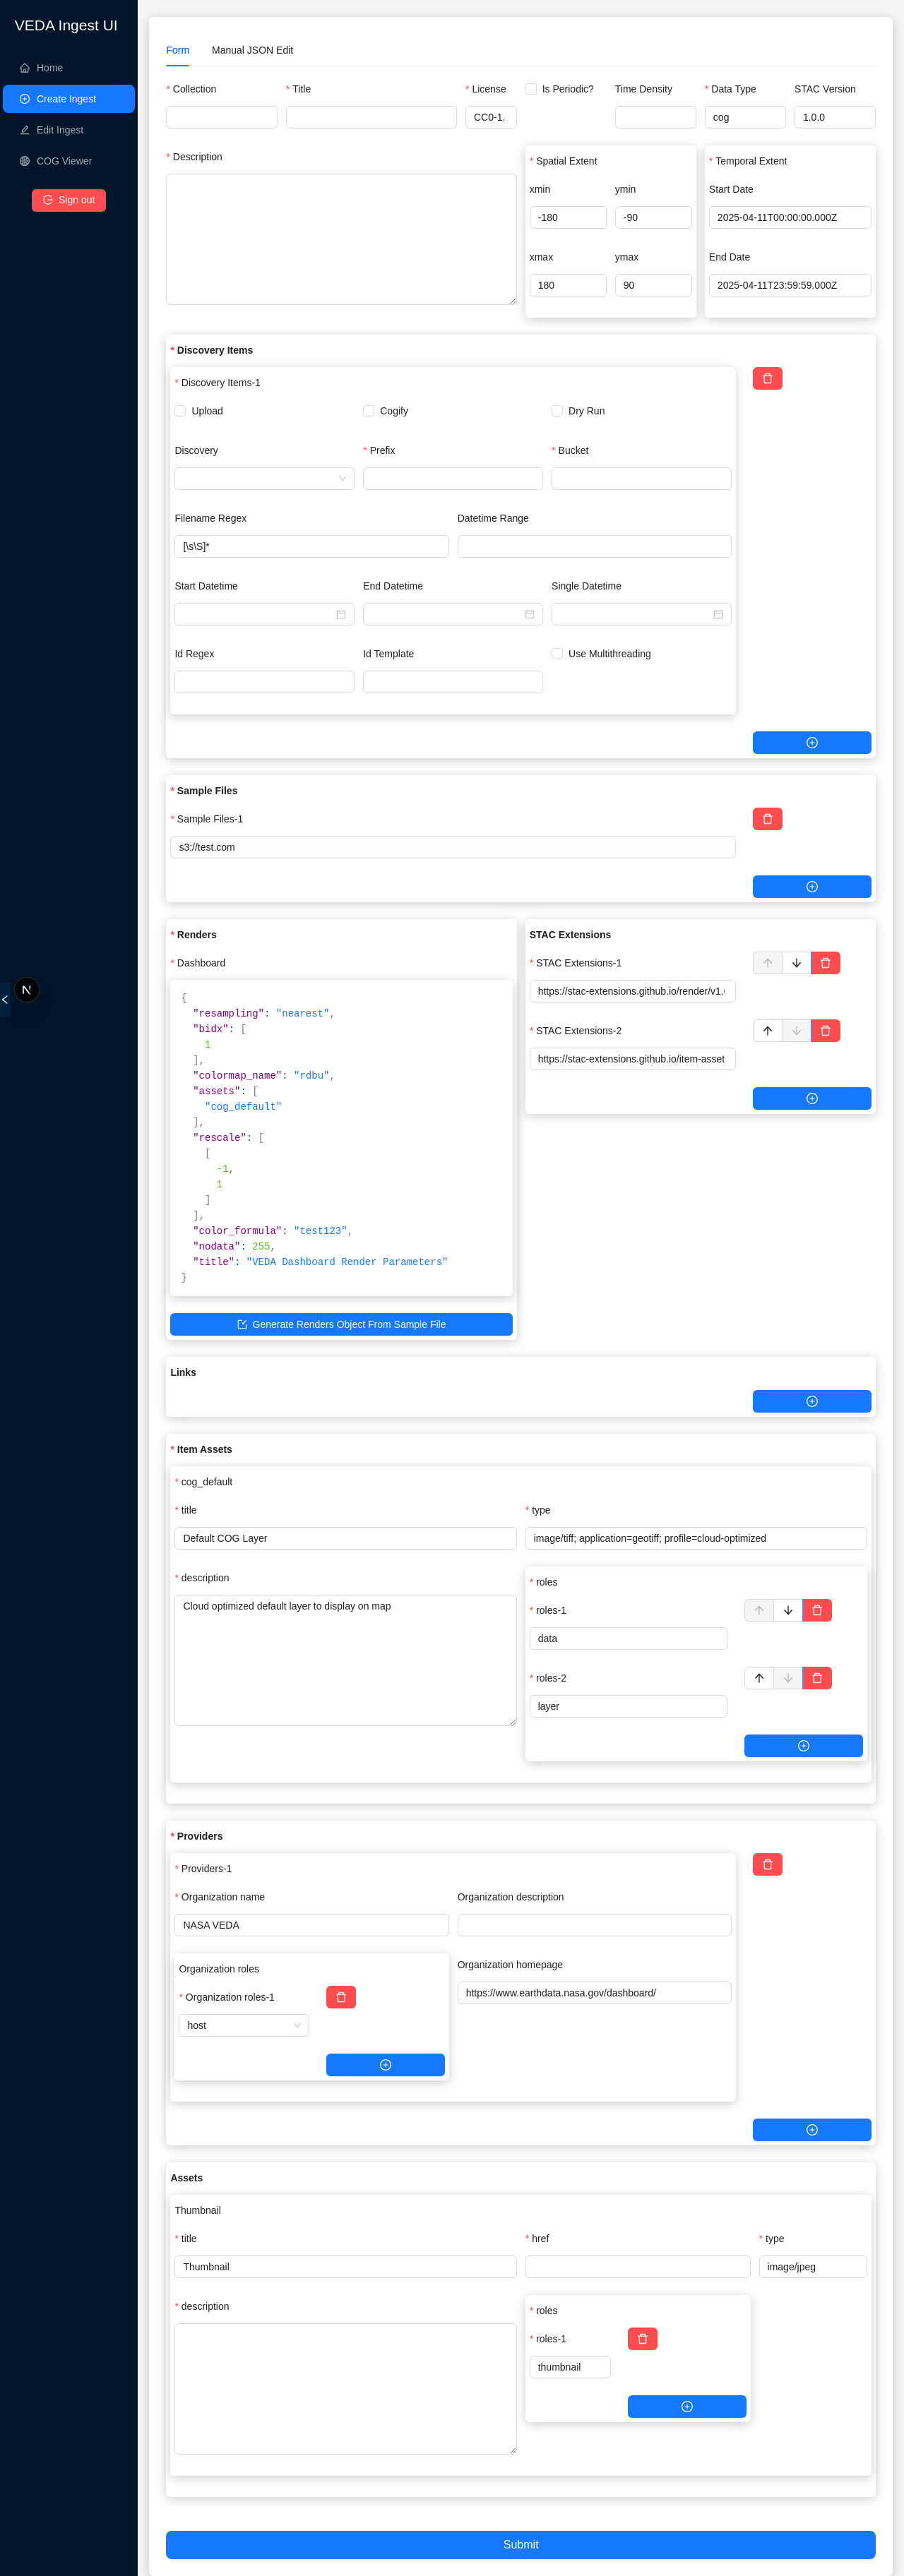 VEDA Ingest UI
Home
Create Ingest
Edit Ingest
COG Viewer
Sign out
Form Manual JSON Edit
* Collection * Title * License Is Periodic? Time Density * Data Type STAC Version
CC0-1. cog 1.0.0
* Description
* Spatial Extent
xmin ymin
-180 -90
xmax ymax
180 90
* Temporal Extent
Start Date
2025-04-11T00:00:00.000Z
End Date
2025-04-11T23:59:59.000Z
* Discovery Items
* Discovery Items-1
Upload Cogify Dry Run
Discovery * Prefix * Bucket
Filename Regex Datetime Range
[\s\S]*
Start Datetime End Datetime Single Datetime
Id Regex Id Template Use Multithreading
* Sample Files
* Sample Files-1
s3://test.com
* Renders
* Dashboard
{
"resampling": "nearest",
"bidx": [
1
],
"colormap_name": "rdbu",
"assets": [
"cog_default"
],
"rescale": [
[
-1,
1
]
],
"color_formula": "test123",
"nodata": 255,
"title": "VEDA Dashboard Render Parameters"
}
Generate Renders Object From Sample File
STAC Extensions
* STAC Extensions-1
https://stac-extensions.github.io/render/v1.
* STAC Extensions-2
https://stac-extensions.github.io/item-asset
Links
* Item Assets
* cog_default
* title * type
Default COG Layer image/tiff; application=geotiff; profile=cloud-optimized
* description
Cloud optimized default layer to display on map
* roles
* roles-1
data
* roles-2
layer
* Providers
* Providers-1
* Organization name Organization description
NASA VEDA
Organization roles
* Organization roles-1
host
Organization homepage
https://www.earthdata.nasa.gov/dashboard/
Assets
Thumbnail
* title * href * type
Thumbnail image/jpeg
* description
* roles
* roles-1
thumbnail
Submit